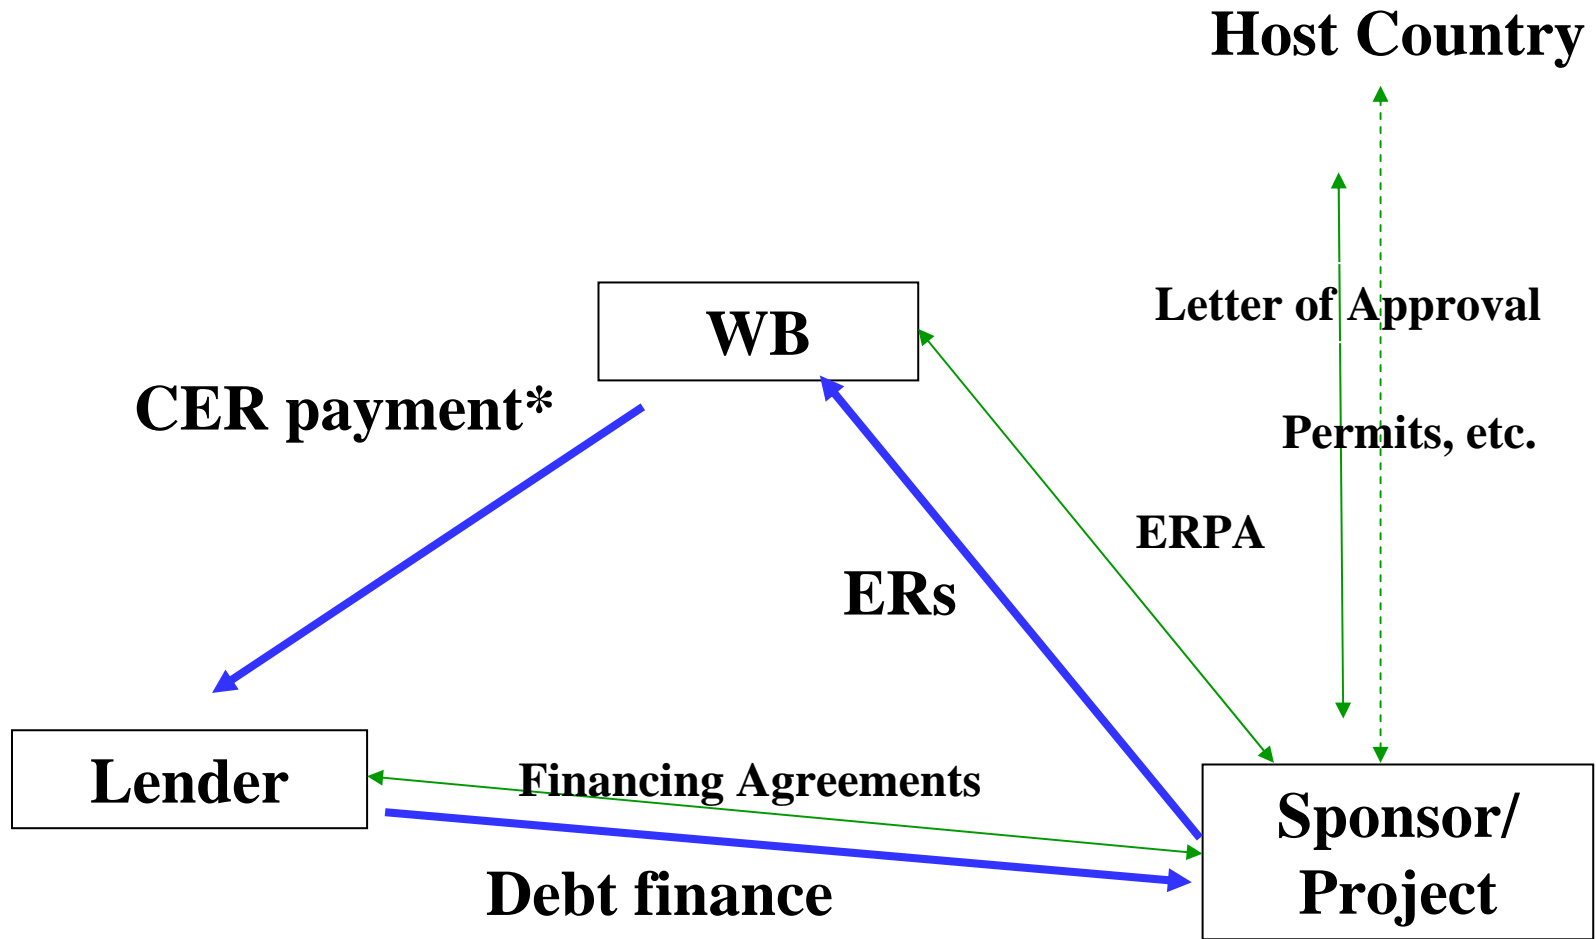 Host Country
Letter of Approval
WB
CER payment*
Permits, etc.
ERPA
ERs
Lender
Financing Agreements
Sponsor/
Project
Debt finance